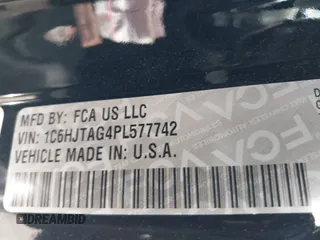 MFD BY: FCA US LLC
VIN: 1C6HJTAG4PL577742
VEHICLE MADE IN: U.S.A.
DREAMBID